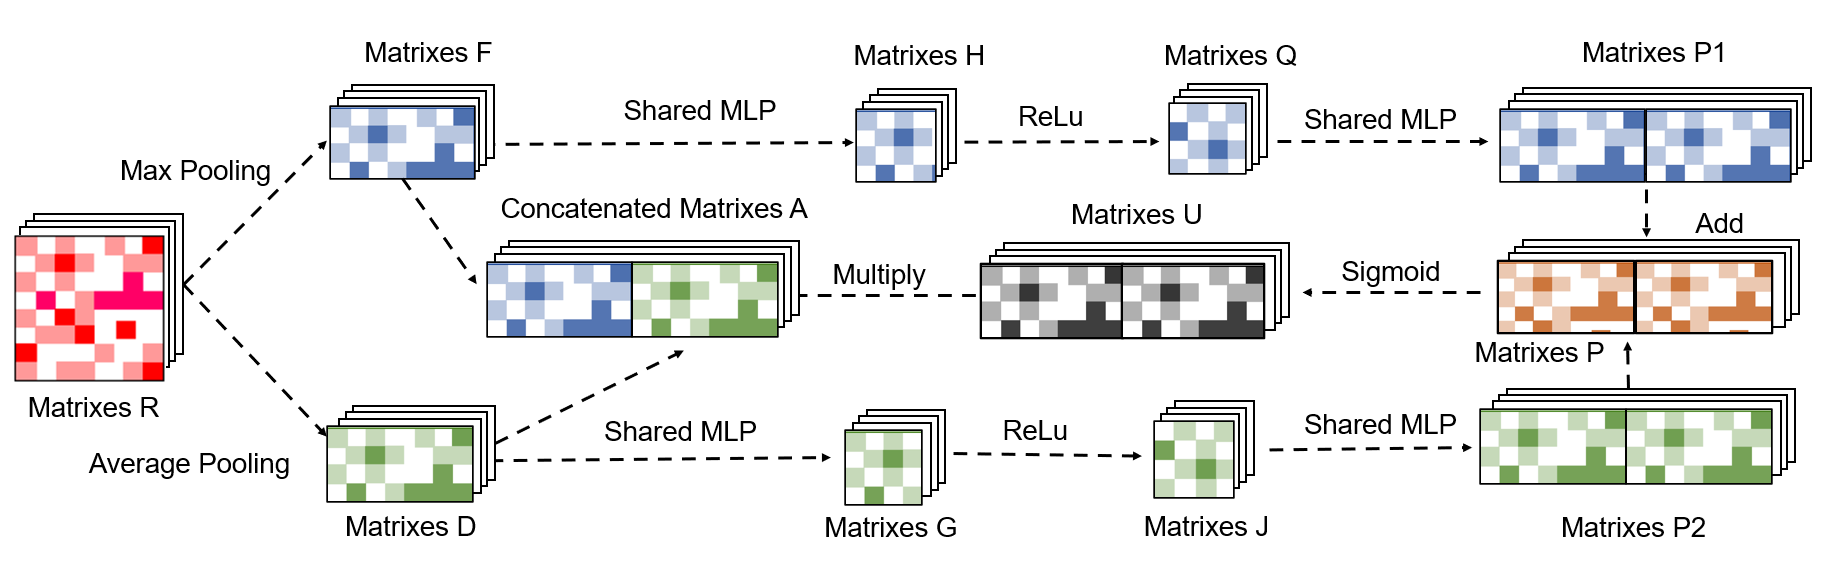 Matrixes F
Matrixes H
Matrixes Q
Matrixes P1
Shared MLP
ReLu
Shared MLP
Max Pooling
Concatenated Matrixes A
Matrixes U
Add
Multiply
Sigmoid
Matrixes P
Matrixes R
Shared MLP
ReLu
Shared MLP
Average Pooling
Matrixes D
Matrixes G
Matrixes J
Matrixes P2